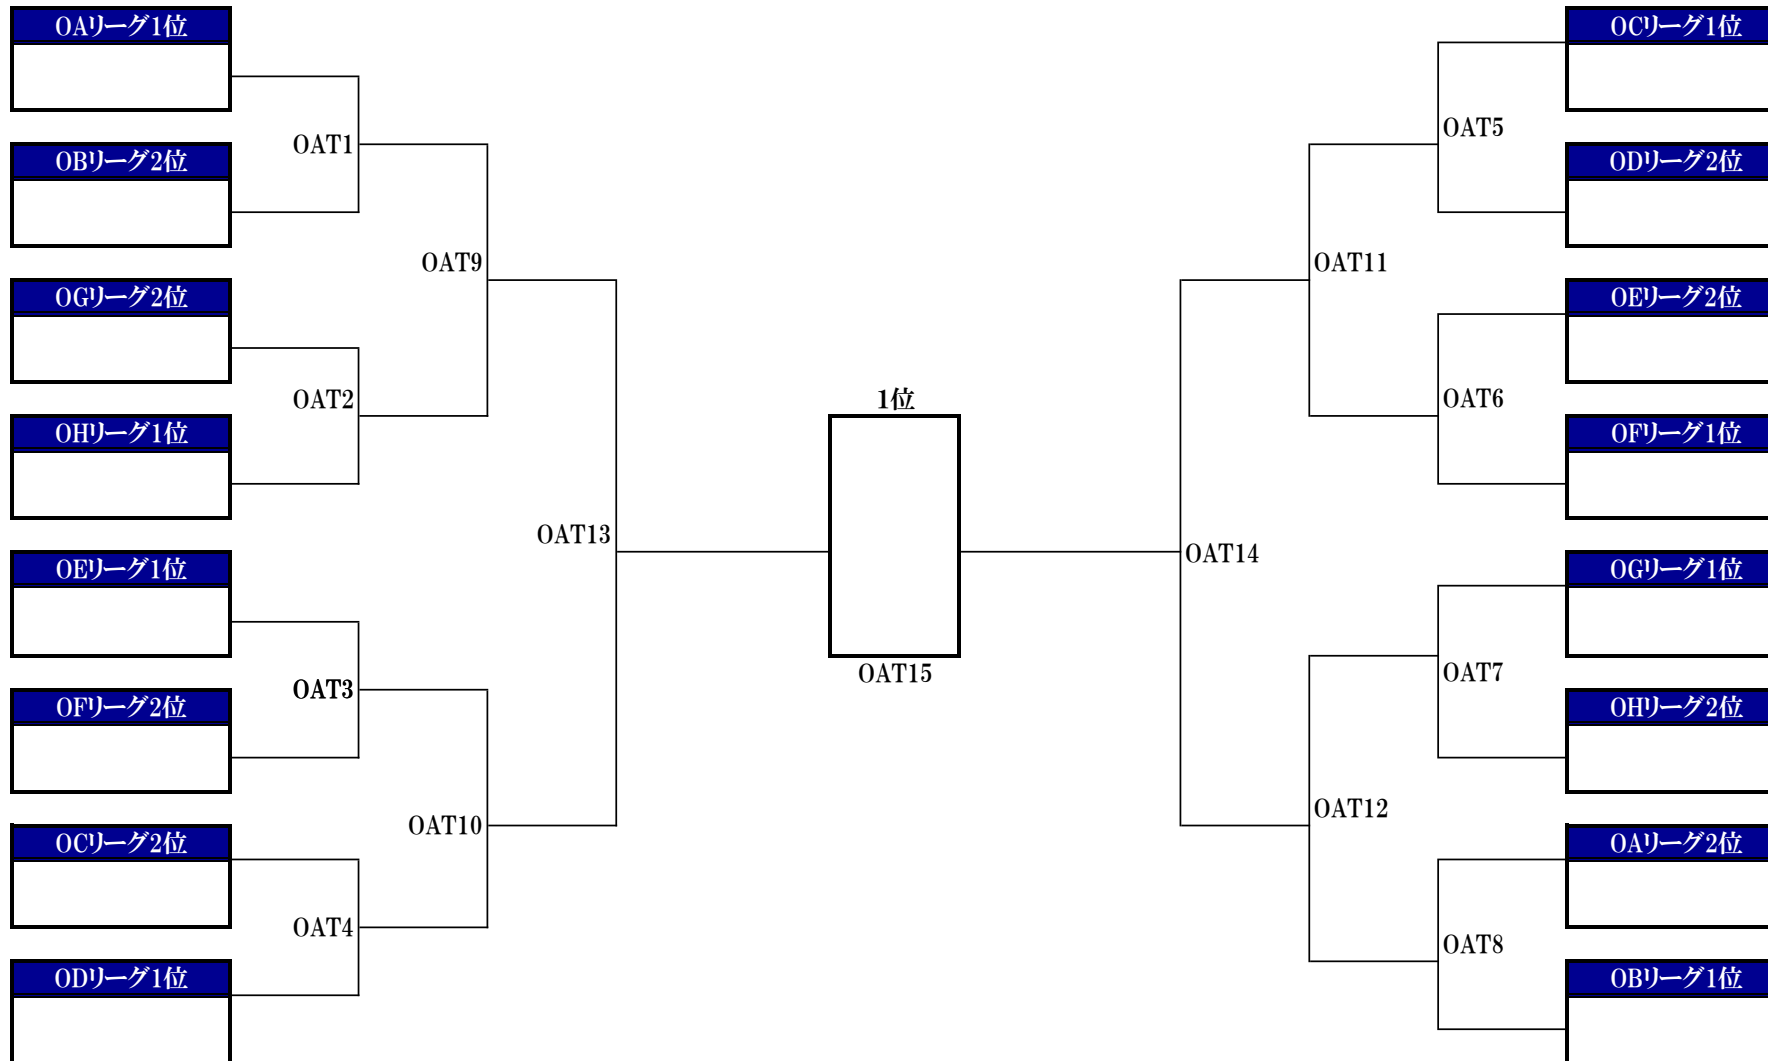 OAリーグ1位
OCリーグ1位
OAT5
OAT1
OBリーグ2位
ODリーグ2位
OAT9
OAT11
OGリーグ2位
OEリーグ2位
OAT2
1位
OAT6
OHリーグ1位
OFリーグ1位
OAT13
OAT14
OEリーグ1位
OGリーグ1位
OAT15
OAT7
OAT3
OFリーグ2位
OHリーグ2位
OAT12
OAT10
OCリーグ2位
OAリーグ2位
OAT4
OAT8
ODリーグ1位
OBリーグ1位